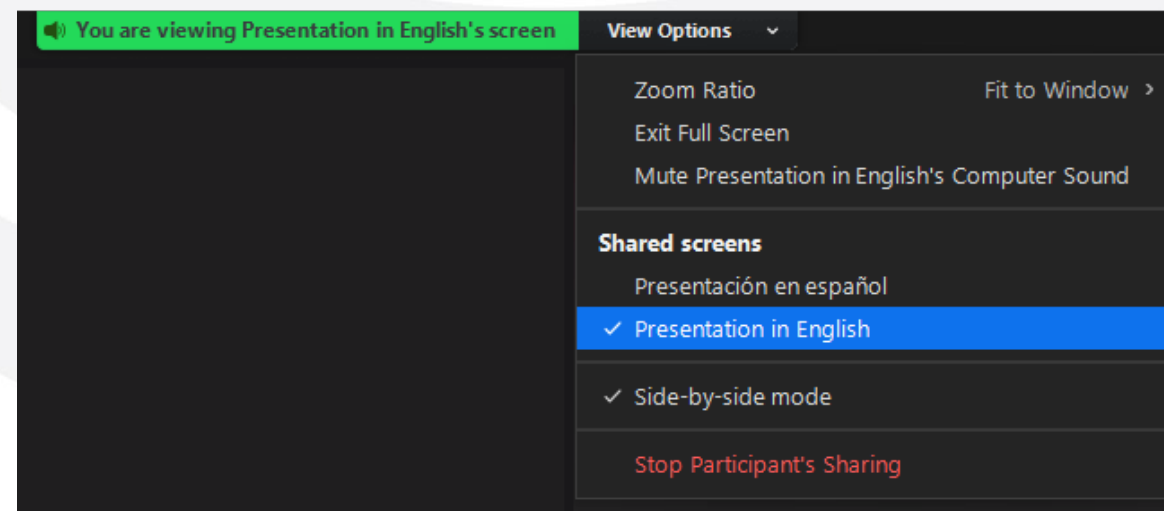 You are viewing Presentation in English's screen View Options
Zoom Ratio Fit to Window
Exit Full Screen
Mute Presentation in English's Computer Sound
Shared screens
Presentación en español
Presentation in English
Side-by-side mode
Stop Participant's Sharing